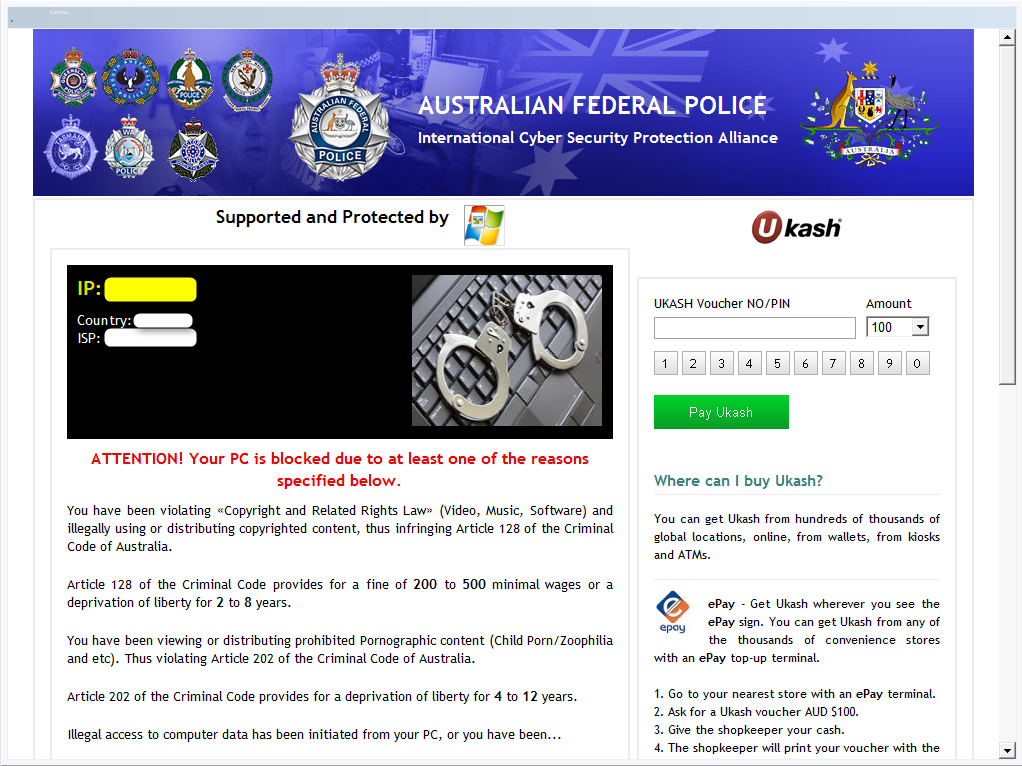 AUSTRALIAN FEDERAL POLICE
International Cyber Security Protection Alliance
AUSTRALIAN FEDERAL
POLICE
POLICE
TASMANIA
POLICE
WA
POLICE
AUSTRALIA
Supported and Protected by
Ukash
IP:
Country:
ISP:
ATTENTION! Your PC is blocked due to at least one of the reasons
specified below.
You have been violating «Copyright and Related Rights Law» (Video, Music, Software) and
illegally using or distributing copyrighted content, thus infringing Article 128 of the Criminal
Code of Australia.
Article 128 of the Criminal Code provides for a fine of 200 to 500 minimal wages or a
deprivation of liberty for 2 to 8 years.
You have been viewing or distributing prohibited Pornographic content (Child Porn/Zoophilia
and etc). Thus violating Article 202 of the Criminal Code of Australia.
Article 202 of the Criminal Code provides for a deprivation of liberty for 4 to 12 years.
Illegal access to computer data has been initiated from your PC, or you have been...
UKASH Voucher NO/PIN
Amount
100
1 2 3 4 5 6 7 8 9 0
Pay Ukash
Where can I buy Ukash?
You can get Ukash from hundreds of thousands of
global locations, online, from wallets, from kiosks
and ATMs.
epay
ePay - Get Ukash wherever you see the
ePay sign. You can get Ukash from any of
the thousands of convenience stores
with an ePay top-up terminal.
1. Go to your nearest store with an ePay terminal.
2. Ask for a Ukash voucher AUD $100.
3. Give the shopkeeper your cash.
4. The shopkeeper will print your voucher with the